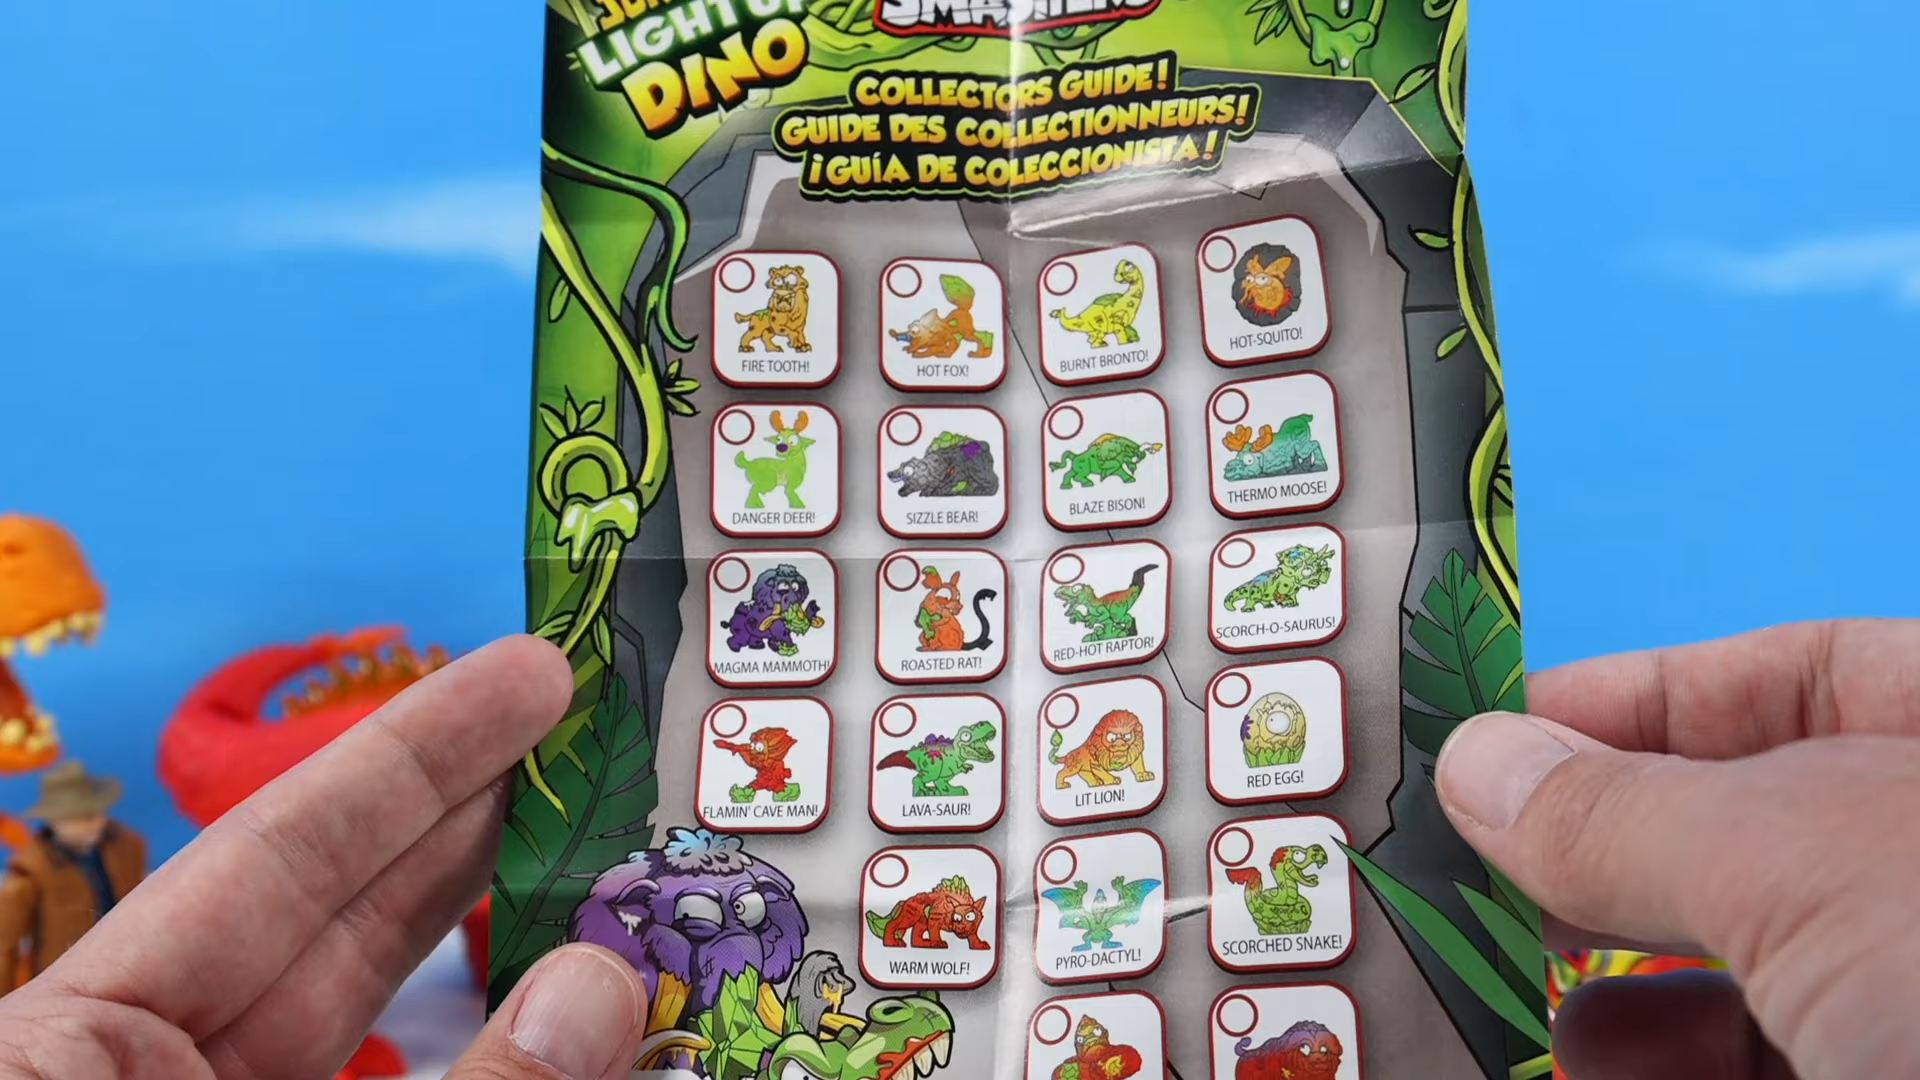 LIGHT UP
DINO
SMASHERS
COLLECTORS GUIDE!
GUIDE DES COLLECTIONNEURS!
¡GUÍA DE COLECCIONISTA!
FIRE TOOTH!
HOT FOX!
BURNT BRONTO!
HOT-SQUITO!
DANGER DEER!
SIZZLE BEAR!
BLAZE BISON!
THERMO MOOSE!
MAGMA MAMMOTH!
ROASTED RAT!
RED-HOT RAPTOR!
SCORCH-O-SAURUS!
FLAMIN' CAVE MAN!
LAVA-SAUR!
LIT LION!
RED EGG!
WARM WOLF!
PYRO-DACTYL!
SCORCHED SNAKE!